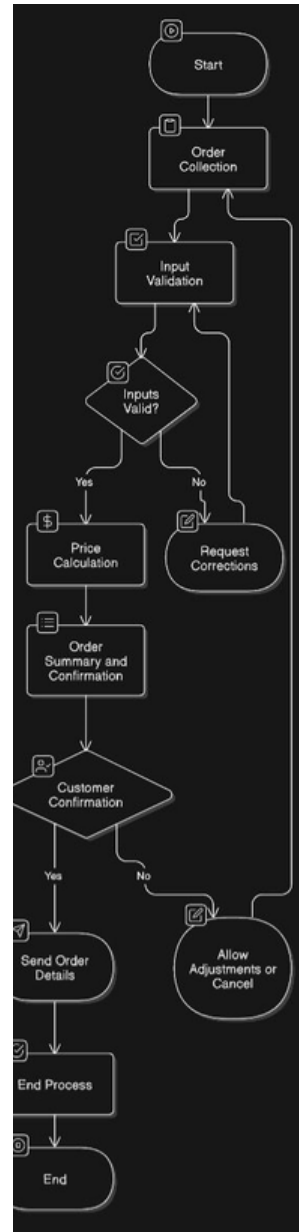 Start
Order
Collection
Input
Validation
Inputs
Valid?
Yes
No
$
Price
Calculation
Request
Corrections
Order
Summary and
Confirmation
Customer
Confirmation
Yes
No
Send Order
Details
Allow
Adjustments or
Cancel
End Process
End